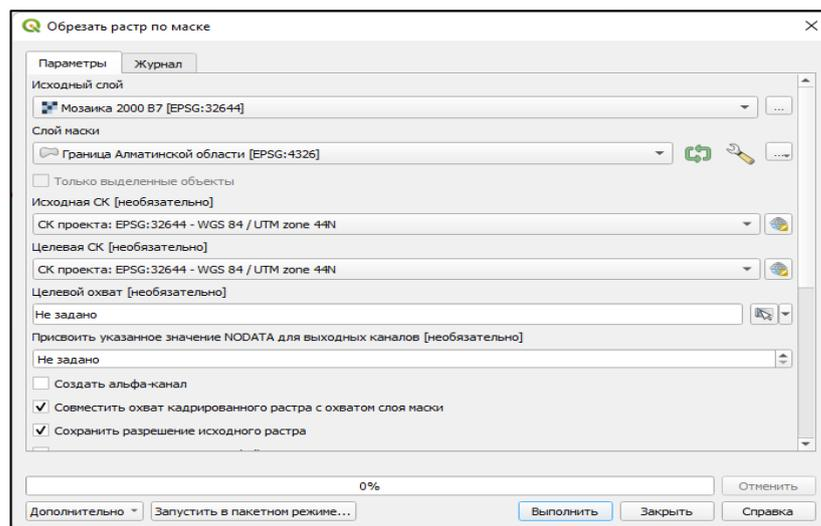 Обрезать растр по маске
Параметры Журнал
Исходный слой
Мозаика 2000 B7 [EPSG:32644]
Слой маски
Граница Алматинской области [EPSG:4326]
Только выделенные объекты
Исходная СК [необязательно]
СК проекта: EPSG:32644 - WGS 84 / UTM zone 44N
Целевая СК [необязательно]
СК проекта: EPSG:32644 - WGS 84 / UTM zone 44N
Целевой охват [необязательно]
Не задано
Присвоить указанное значение NODATA для выходных каналов [необязательно]
Не задано
Создать альфа-канал
Совместить охват кадрированного растра с охватом слоя маски
Сохранить разрешение исходного растра
0%
Отменить
Дополнительно Запустить в пакетном режиме... Выполнить Закрыть Справка